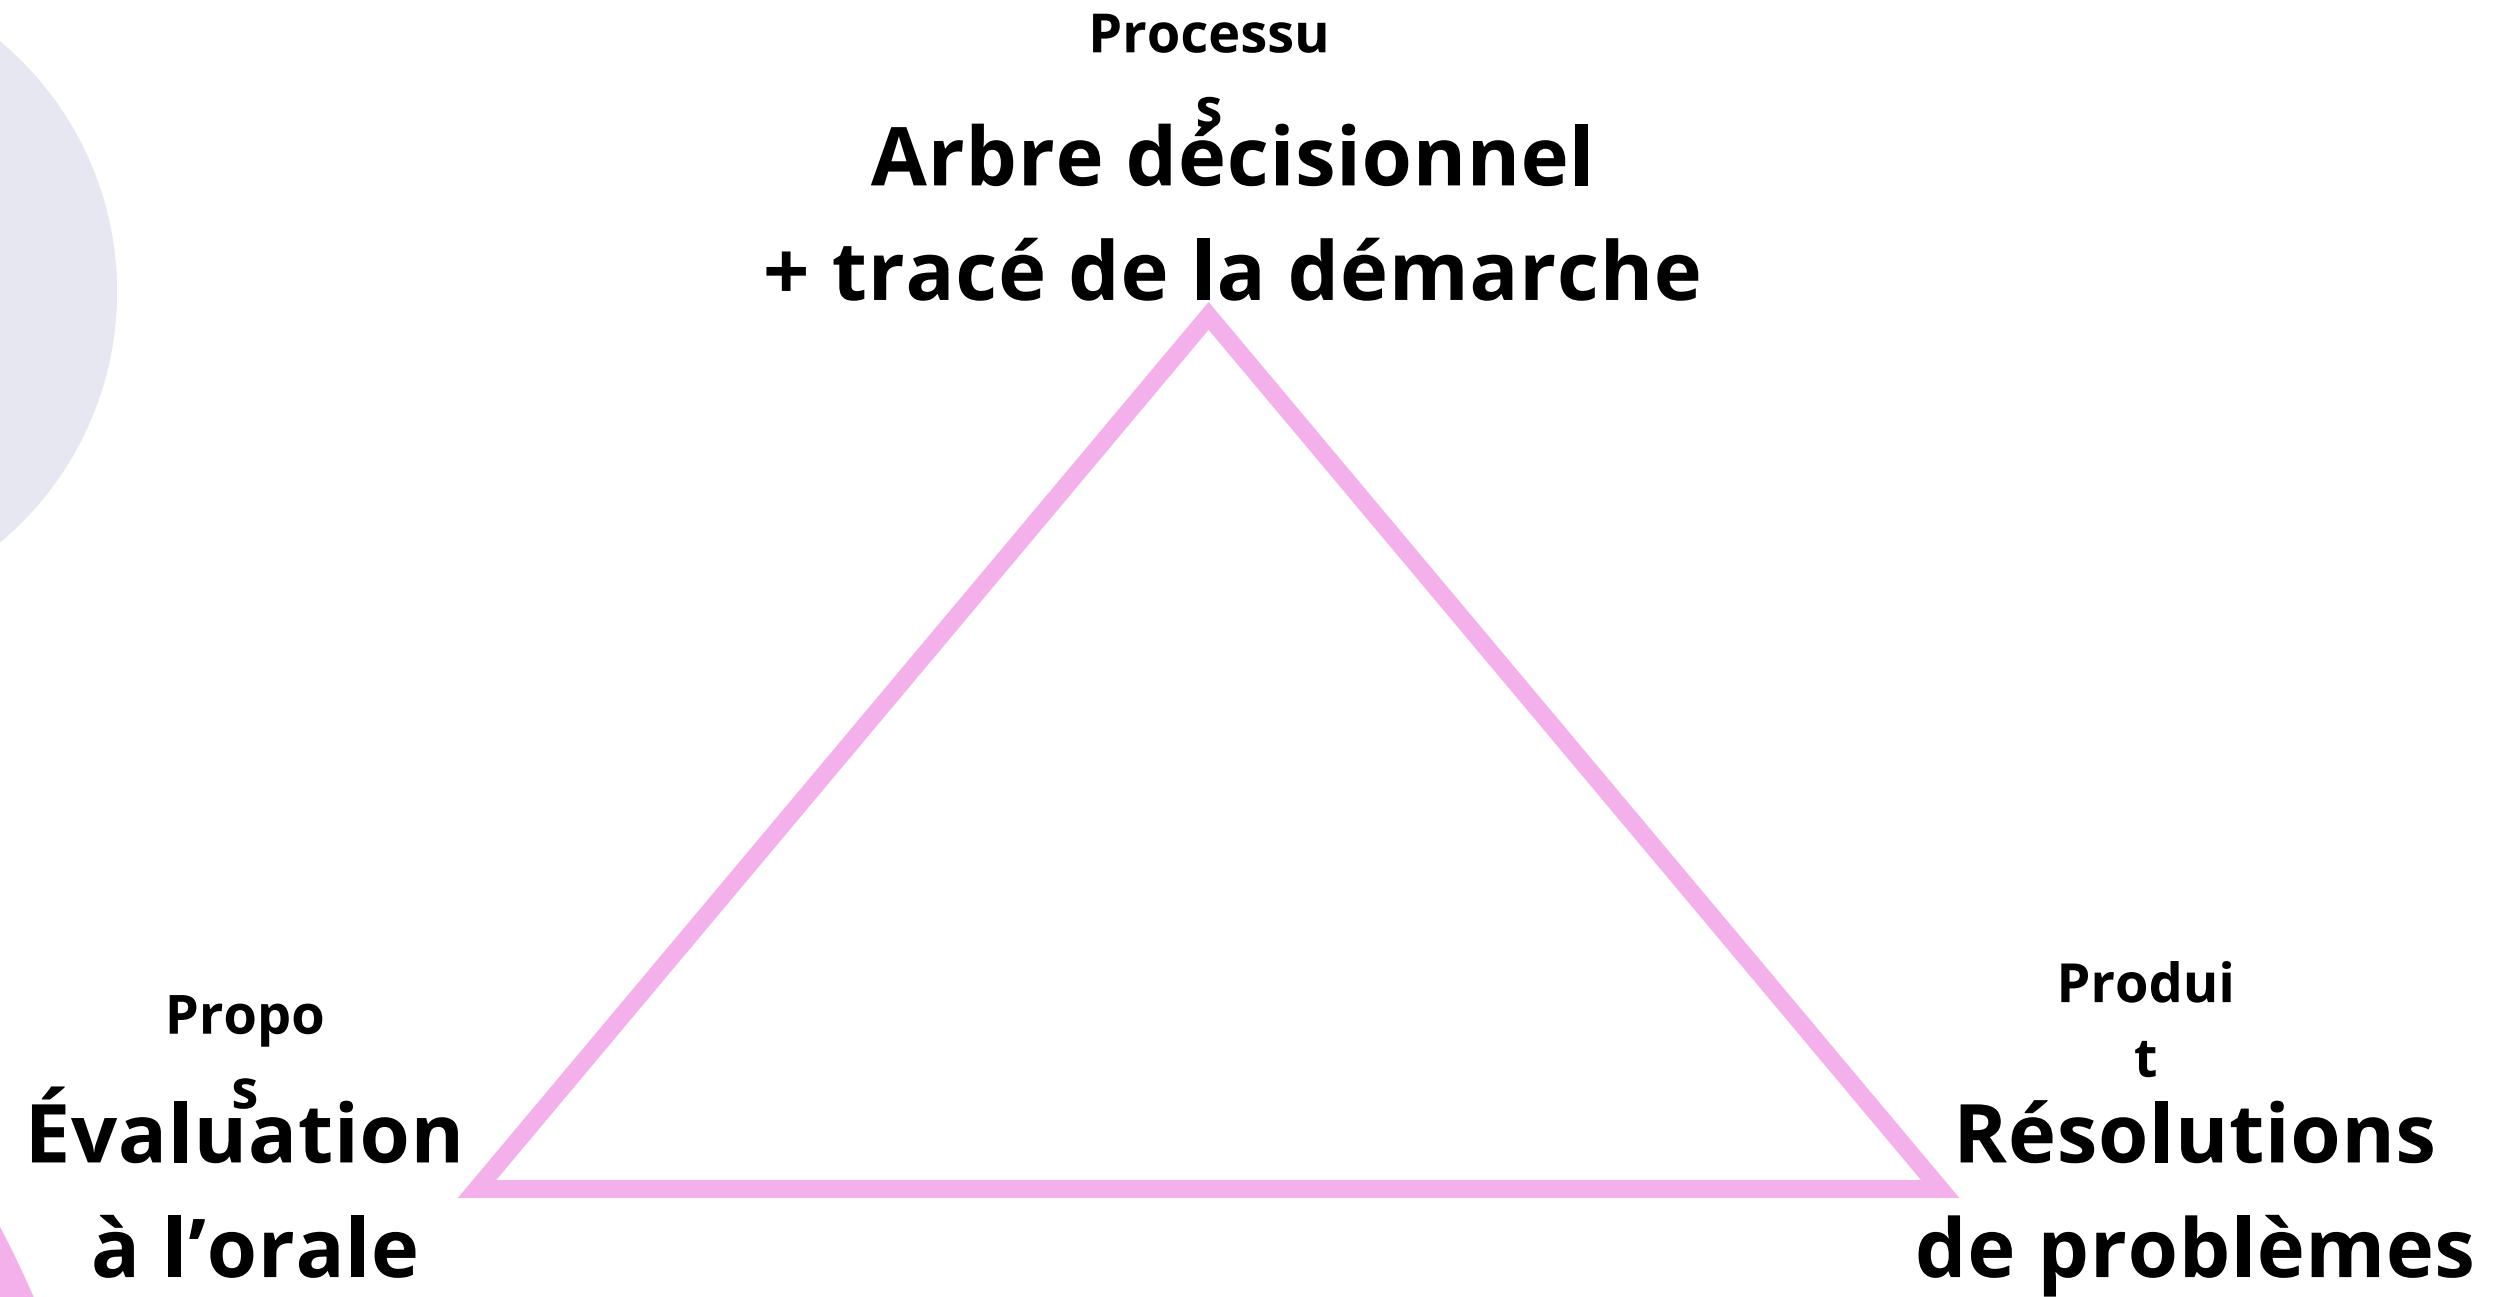 Processu
s
Arbre décisionnel
+ tracé de la démarche
Propo
s
Évaluation
à l’orale
Produi
t
Résolutions
de problèmes